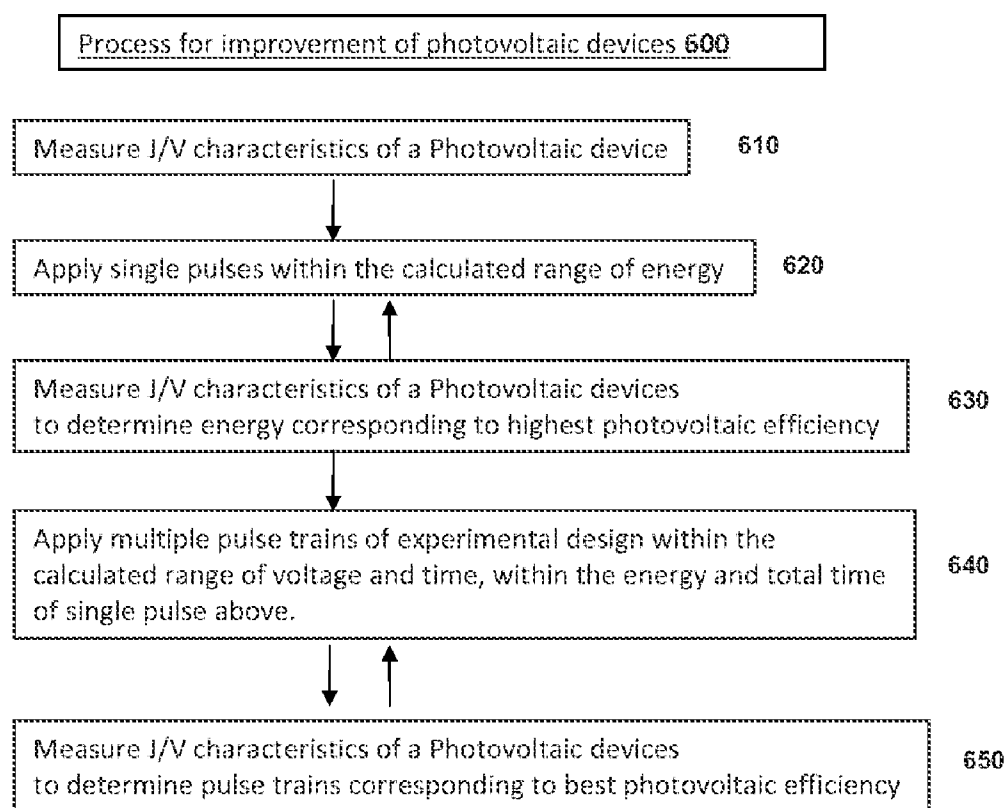 Process for improvement of photovoltaic devices 600
Measure J/V characteristics of a Photovoltaic device 610
Apply single pulses within the calculated range of energy 620
Measure J/V characteristics of a Photovoltaic devices
to determine energy corresponding to highest photovoltaic efficiency
630
Apply multiple pulse trains of experimental design within the
calculated range of voltage and time, within the energy and total time
of single pulse above.
640
Measure J/V characteristics of a Photovoltaic devices
to determine pulse trains corresponding to best photovoltaic efficiency
650